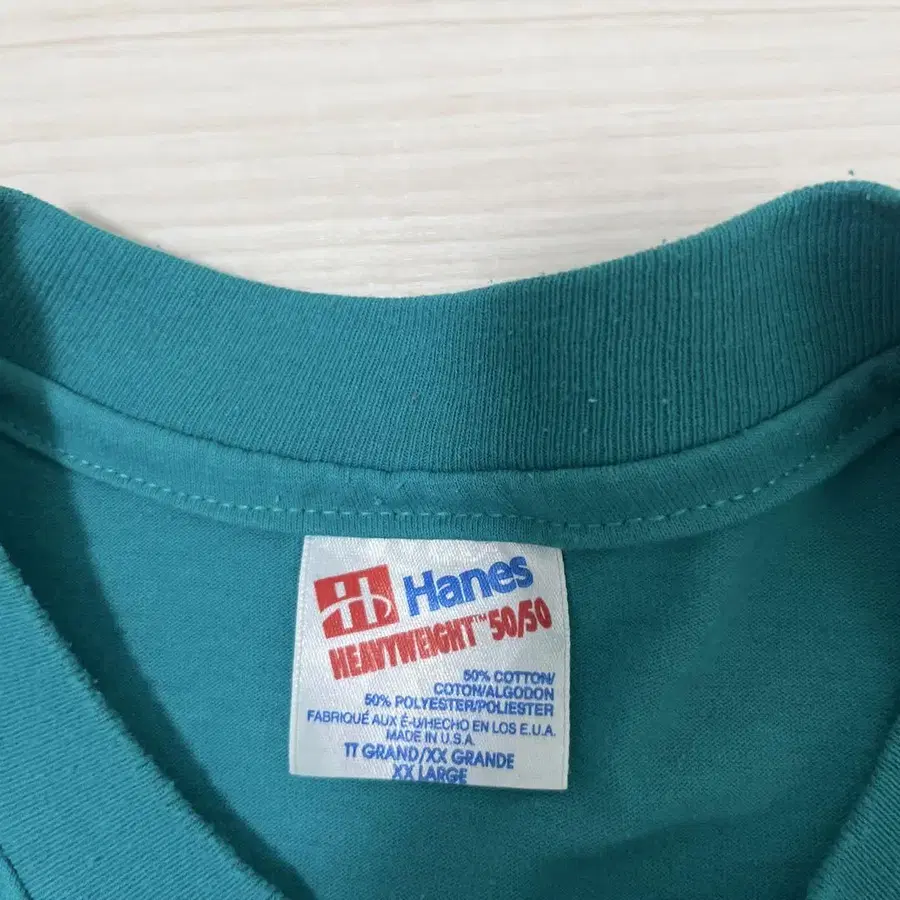 Hanes
HEAVYWEIGHT™ 50/50
50% COTTON/
COTON/ALGODON
50% POLYESTER/POLIESTER
FABRIQUÉ AUX É-U/HECHO EN LOS E.U.A.
MADE IN U.S.A.
TT GRAND/XX GRANDE
XX LARGE